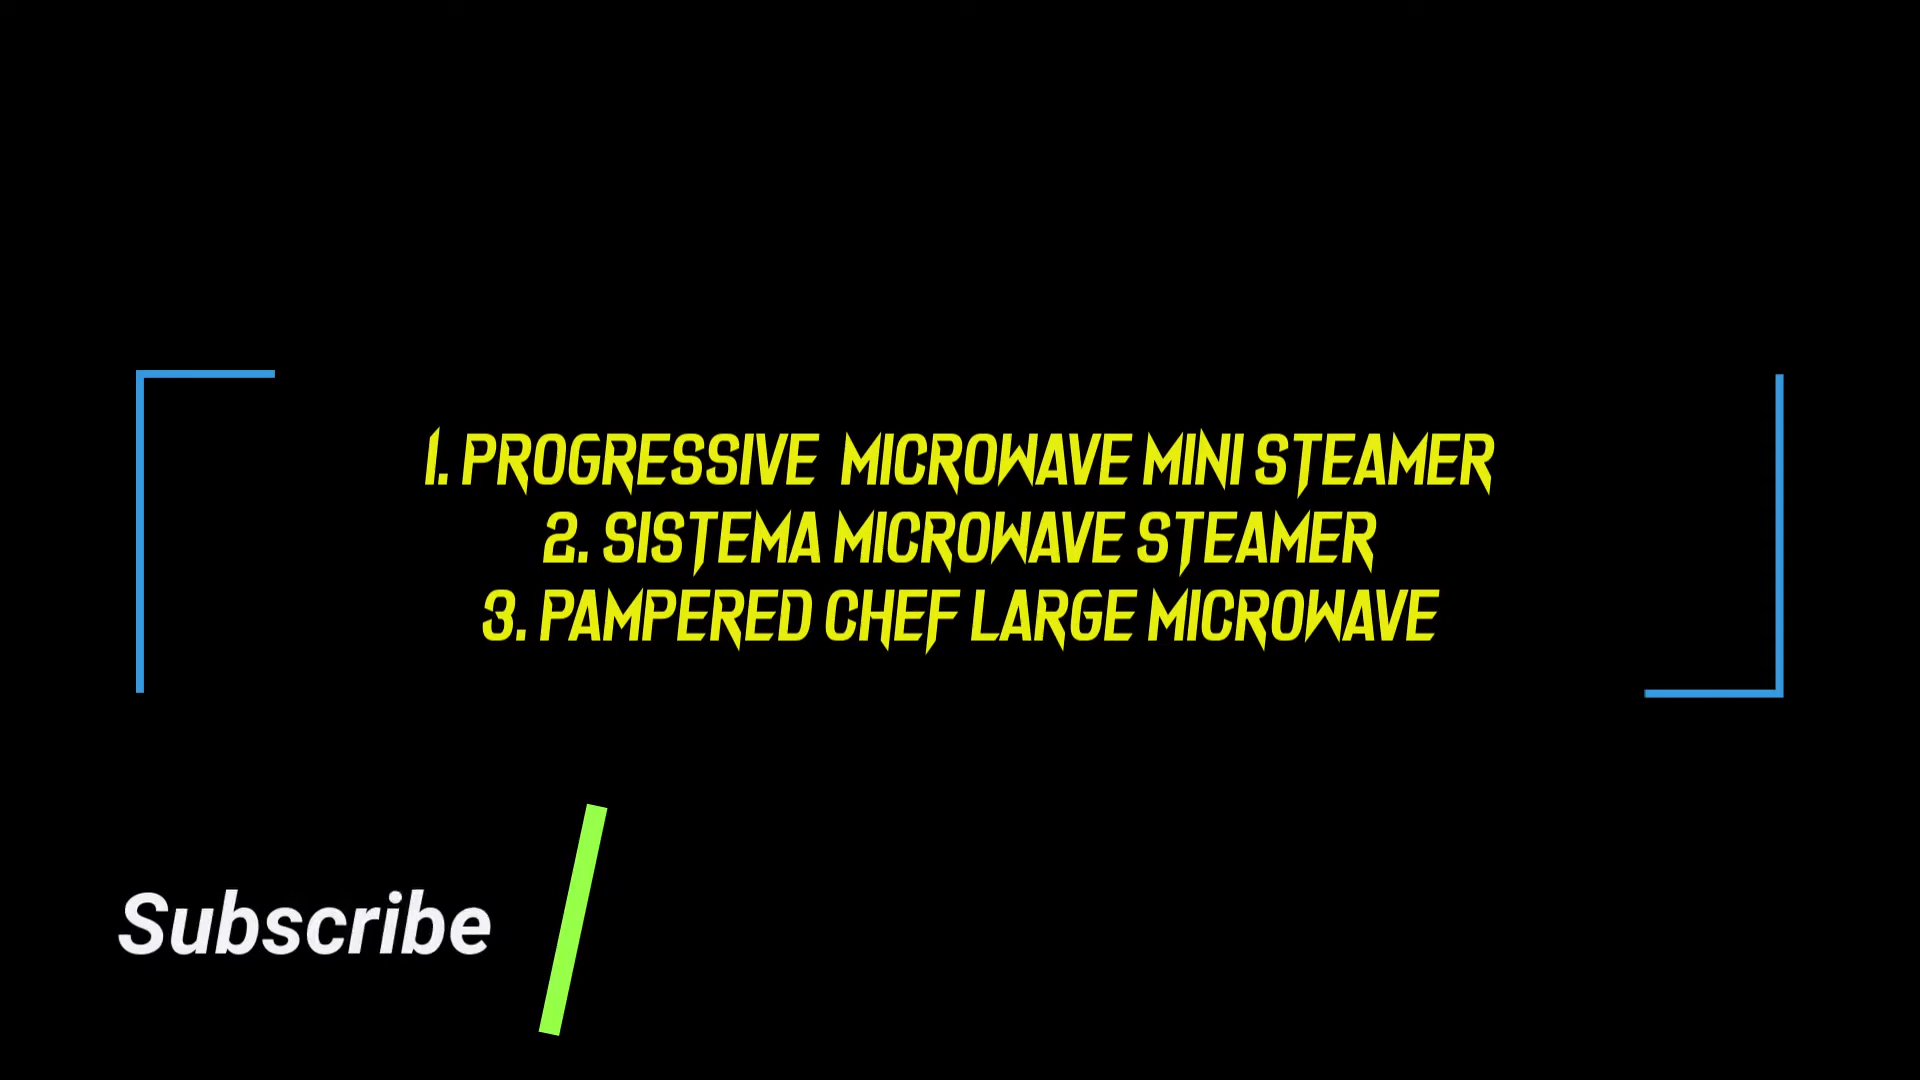 1. PROGRESSIVE MICROWAVE MINI STEAMER
2. SISTEMA MICROWAVE STEAMER
3. PAMPERED CHEF LARGE MICROWAVE
Subscribe